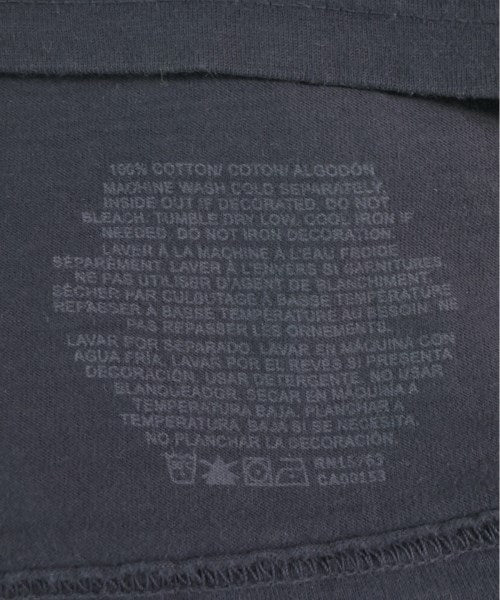 100% COTTON/ COTON/ ALGODÓN
MACHINE WASH COLD SEPARATELY,
INSIDE OUT IF DECORATED. DO NOT
BLEACH. TUMBLE DRY LOW. COOL IRON IF
NEEDED. DO NOT IRON DECORATION.
LAVER À LA MACHINE À L'EAU FROIDE
SÉPARÉMENT. LAVER À L'ENVERS SI GARNITURES.
NE PAS UTILISER D'AGENT DE BLANCHIMENT.
SÉCHER PAR CULBUTAGE À BASSE TEMPÉRATURE.
REPASSER À BASSE TEMPÉRATURE AU BESOIN. NE
PAS REPASSER LES ORNEMENTS.
LAVAR POR SEPARADO. LAVAR EN MÁQUINA CON
AGUA FRÍA. LAVAR POR EL REVÉS SI PRESENTA
DECORACIÓN. USAR DETERGENTE. NO USAR
BLANQUEADOR. SECAR EN MÁQUINA A
TEMPERATURA BAJA. PLANCHAR A
TEMPERATURA BAJA SI SE NECESITA.
NO PLANCHAR LA DECORACIÓN.
CA00153